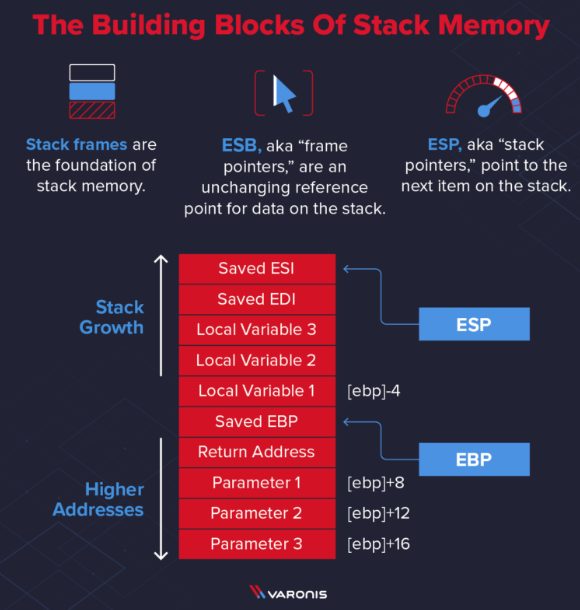 The Building Blocks Of Stack Memory
Stack frames are
the foundation of
stack memory.
ESB, aka “frame
pointers,” are an
unchanging reference
point for data on the stack.
ESP, aka “stack
pointers,” point to the
next item on the stack.
Stack
Growth
Higher
Addresses
Saved ESI
Saved EDI
Local Variable 3
Local Variable 2
Local Variable 1 [ebp]-4
Saved EBP
Return Address
Parameter 1 [ebp]+8
Parameter 2 [ebp]+12
Parameter 3 [ebp]+16
ESP
EBP
VARONIS